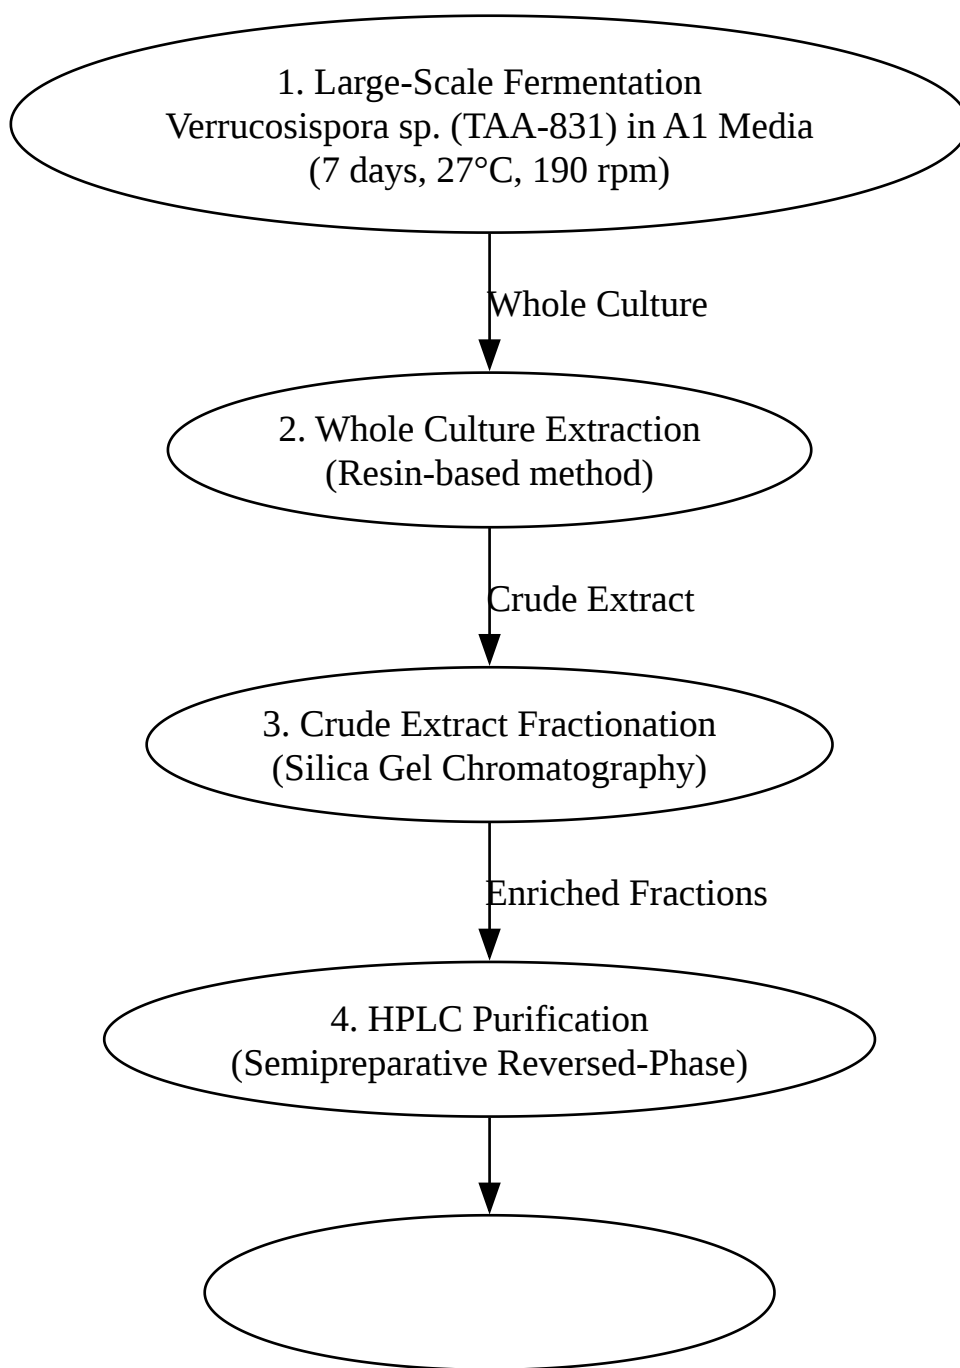 1. Large-Scale Fermentation
Verrucosispora sp. (TAA-831) in A1 Media
(7 days, 27°C, 190 rpm)
Whole Culture
2. Whole Culture Extraction
(Resin-based method)
Crude Extract
3. Crude Extract Fractionation
(Silica Gel Chromatography)
Enriched Fractions
4. HPLC Purification
(Semipreparative Reversed-Phase)